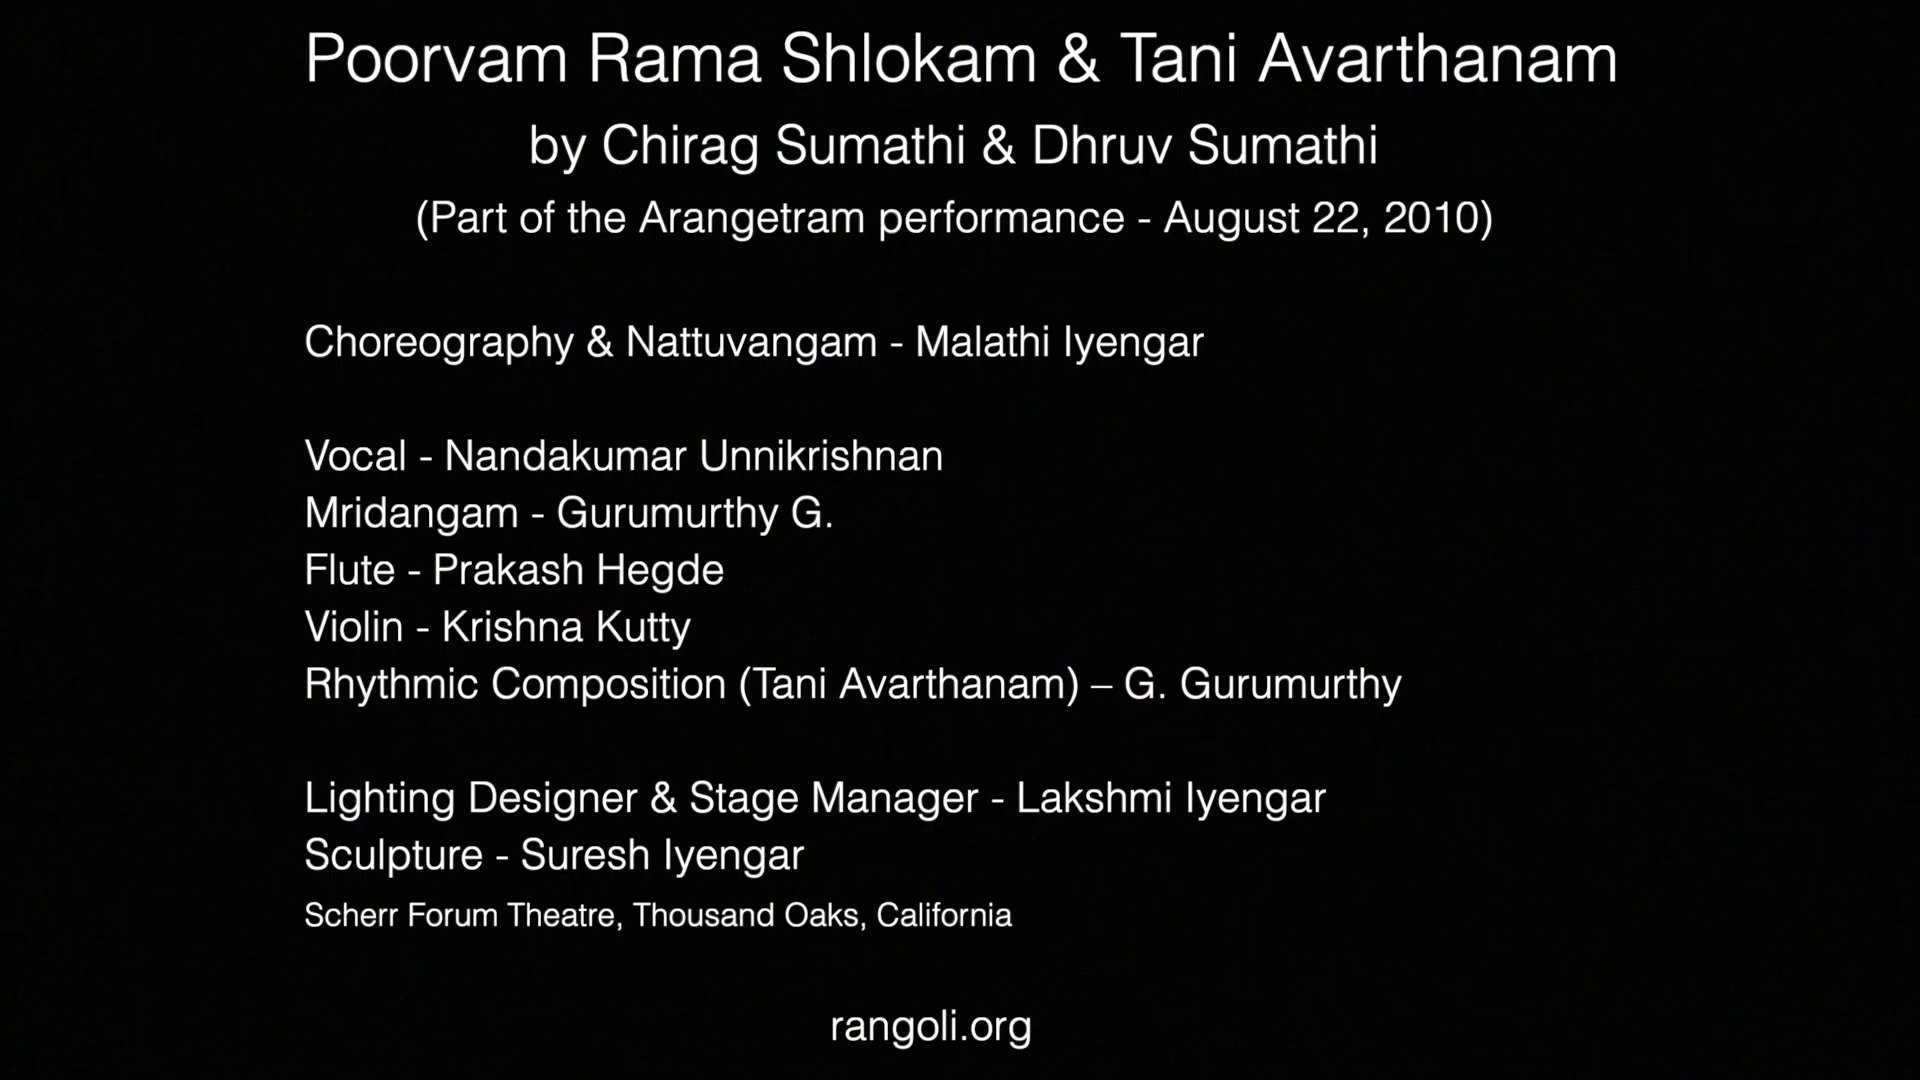 Poorvam Rama Shlokam & Tani Avarthanam
by Chirag Sumathi & Dhruv Sumathi
(Part of the Arangetram performance - August 22, 2010)
Choreography & Nattuvangam - Malathi Iyengar
Vocal - Nandakumar Unnikrishnan
Mridangam - Gurumurthy G.
Flute - Prakash Hegde
Violin - Krishna Kutty
Rhythmic Composition (Tani Avarthanam) – G. Gurumurthy
Lighting Designer & Stage Manager - Lakshmi Iyengar
Sculpture - Suresh Iyengar
Scherr Forum Theatre, Thousand Oaks, California
rangoli.org